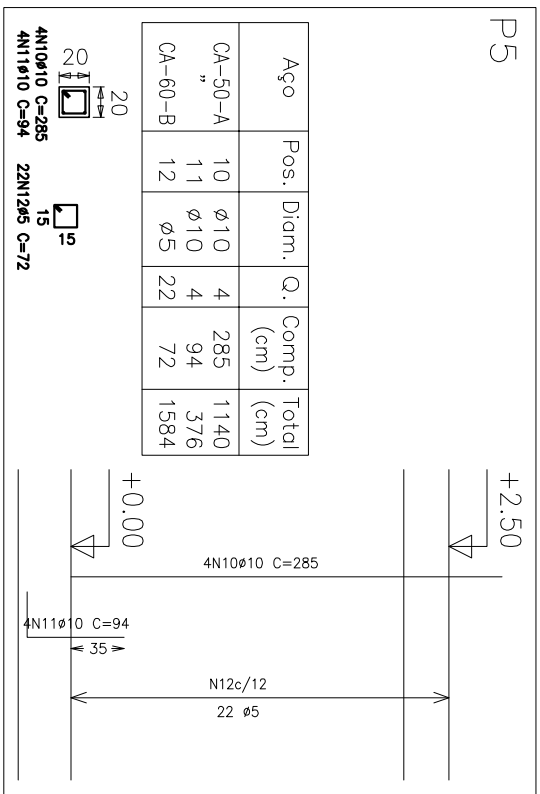 P5
Aço Pos. Diam. Q. Comp. (cm) Total (cm)
CA-50-A 10 ø10 4 285 1140
" 11 ø10 4 94 376
CA-60-B 12 ø5 22 72 1584
20
20
4N10ø10 C=285
4N11ø10 C=94
15
15
22N12ø5 C=72
+2.50
+0.00
4N10ø10 C=285
4N11ø10 C=94
35
N12c/12
22 ø5